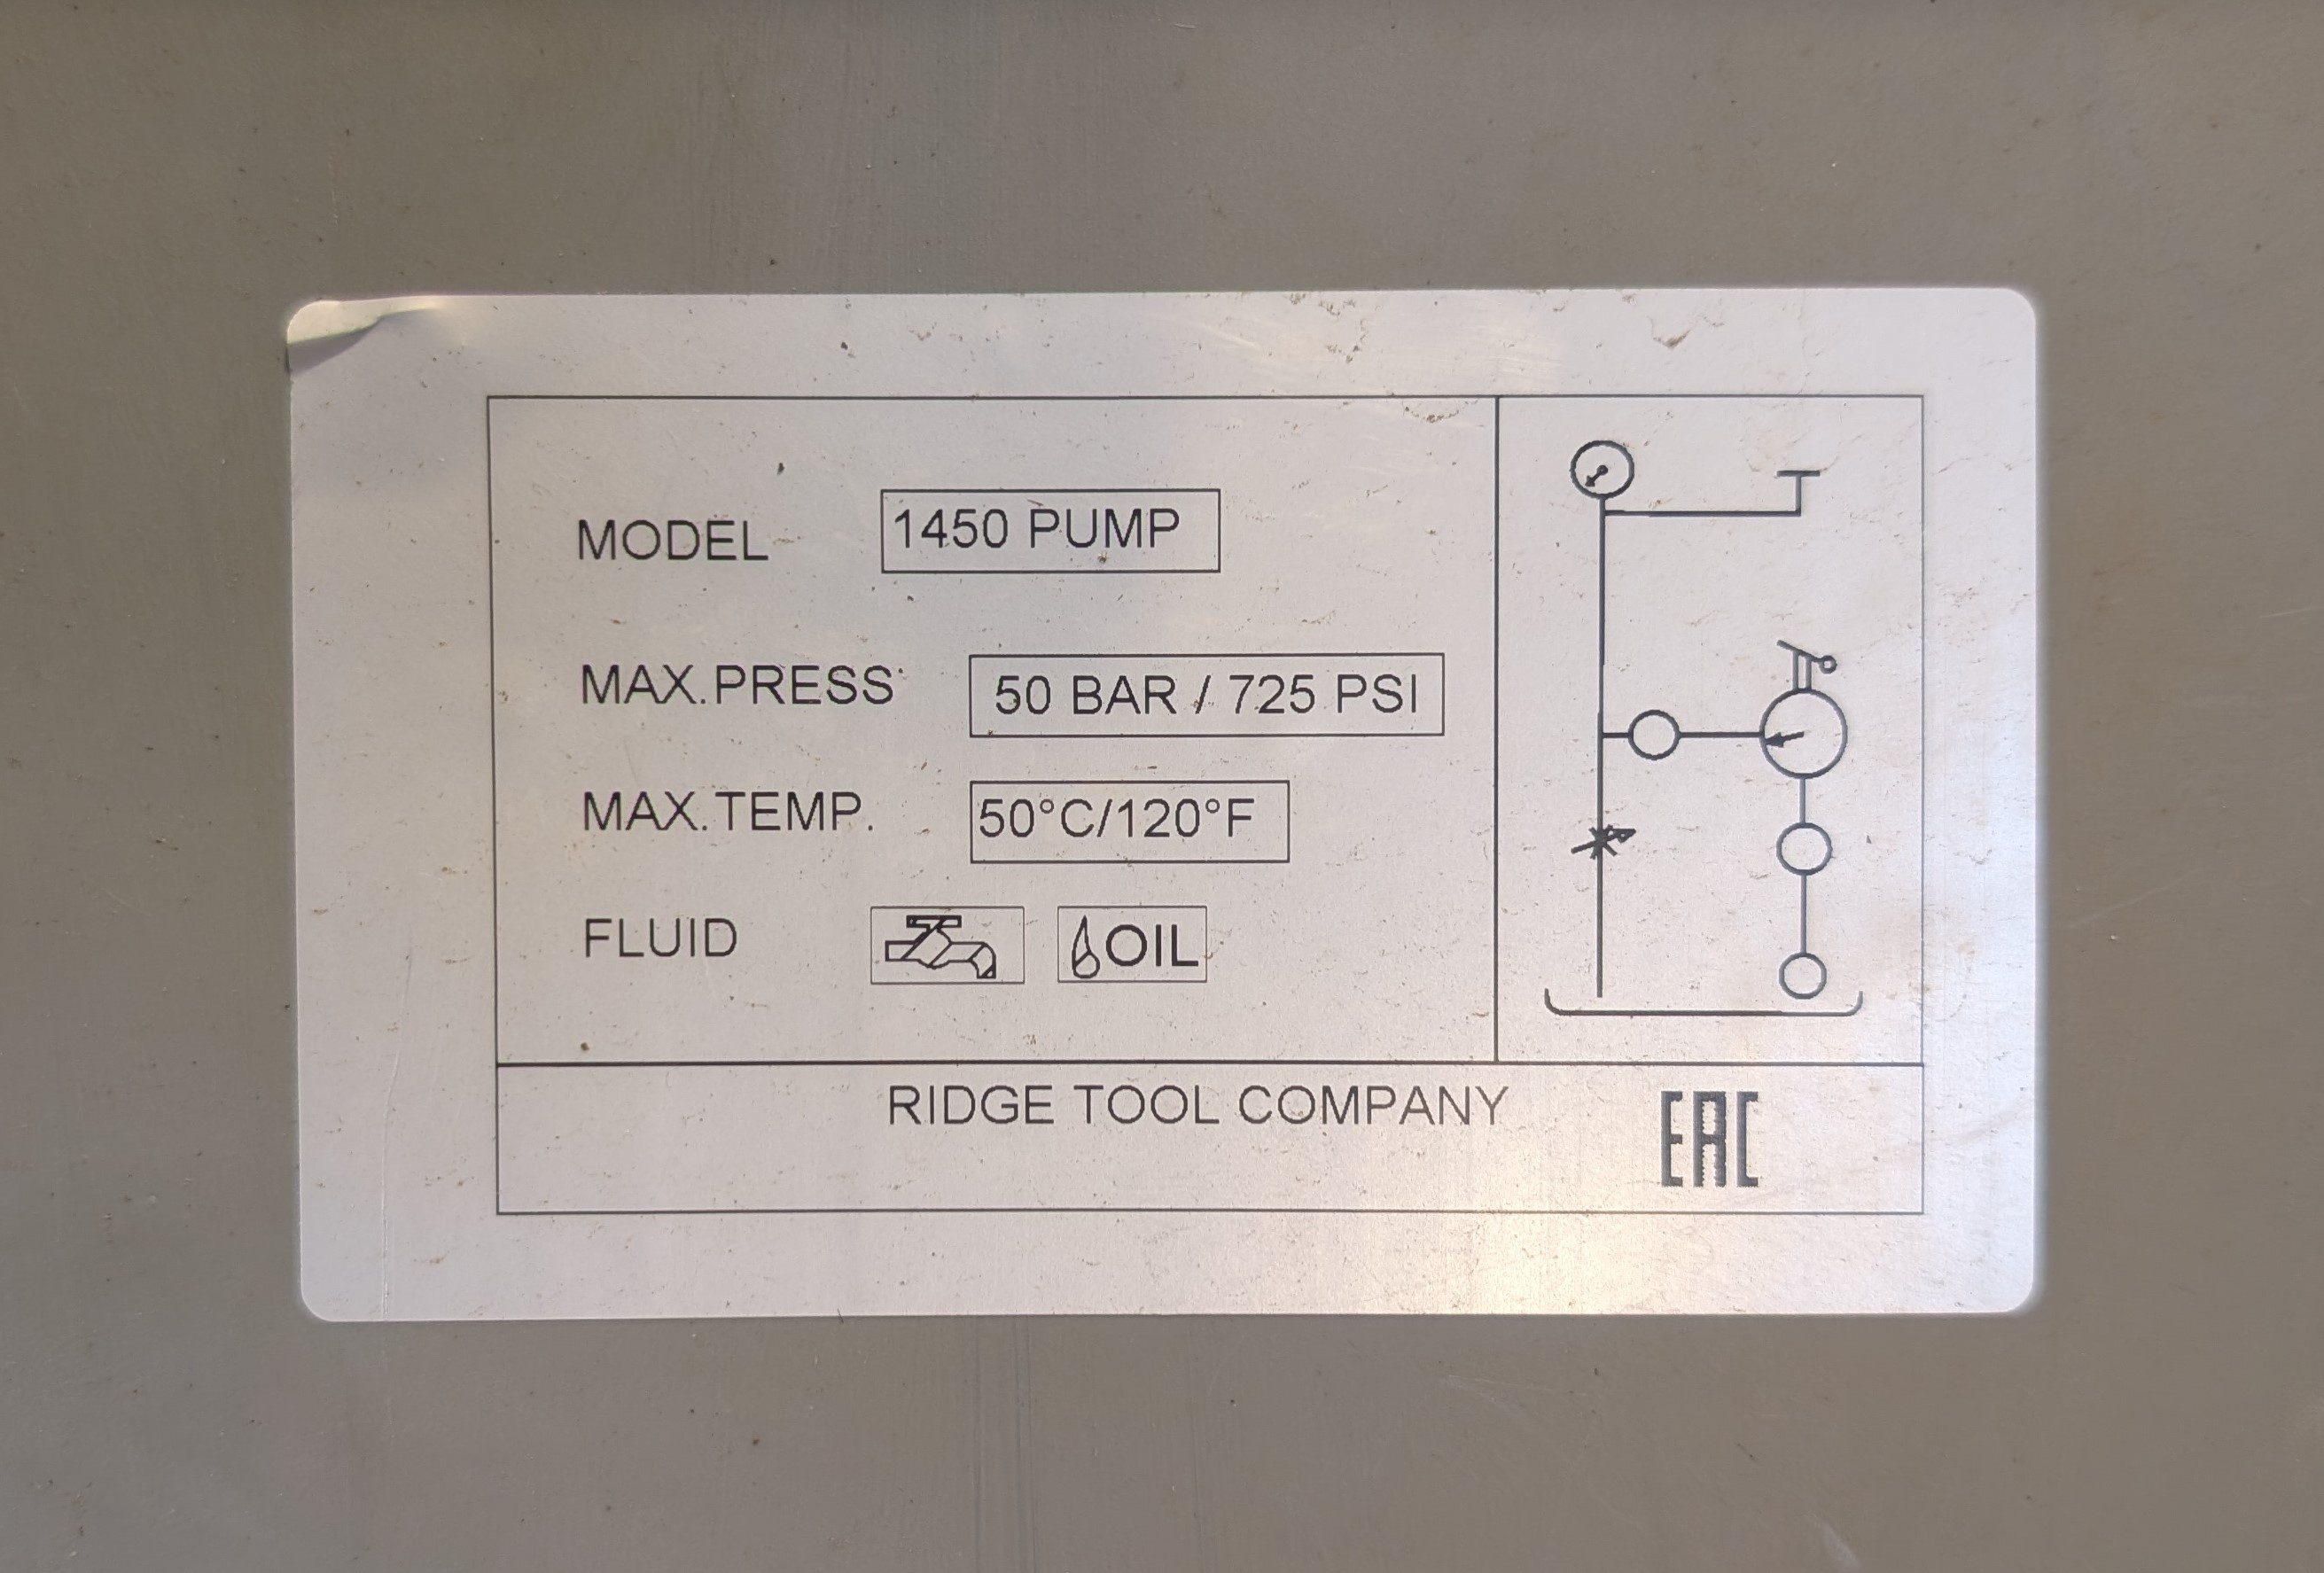 MODEL 1450 PUMP
MAX.PRESS 50 BAR / 725 PSI
MAX.TEMP. 50°C/120°F
FLUID OIL
RIDGE TOOL COMPANY
EAC